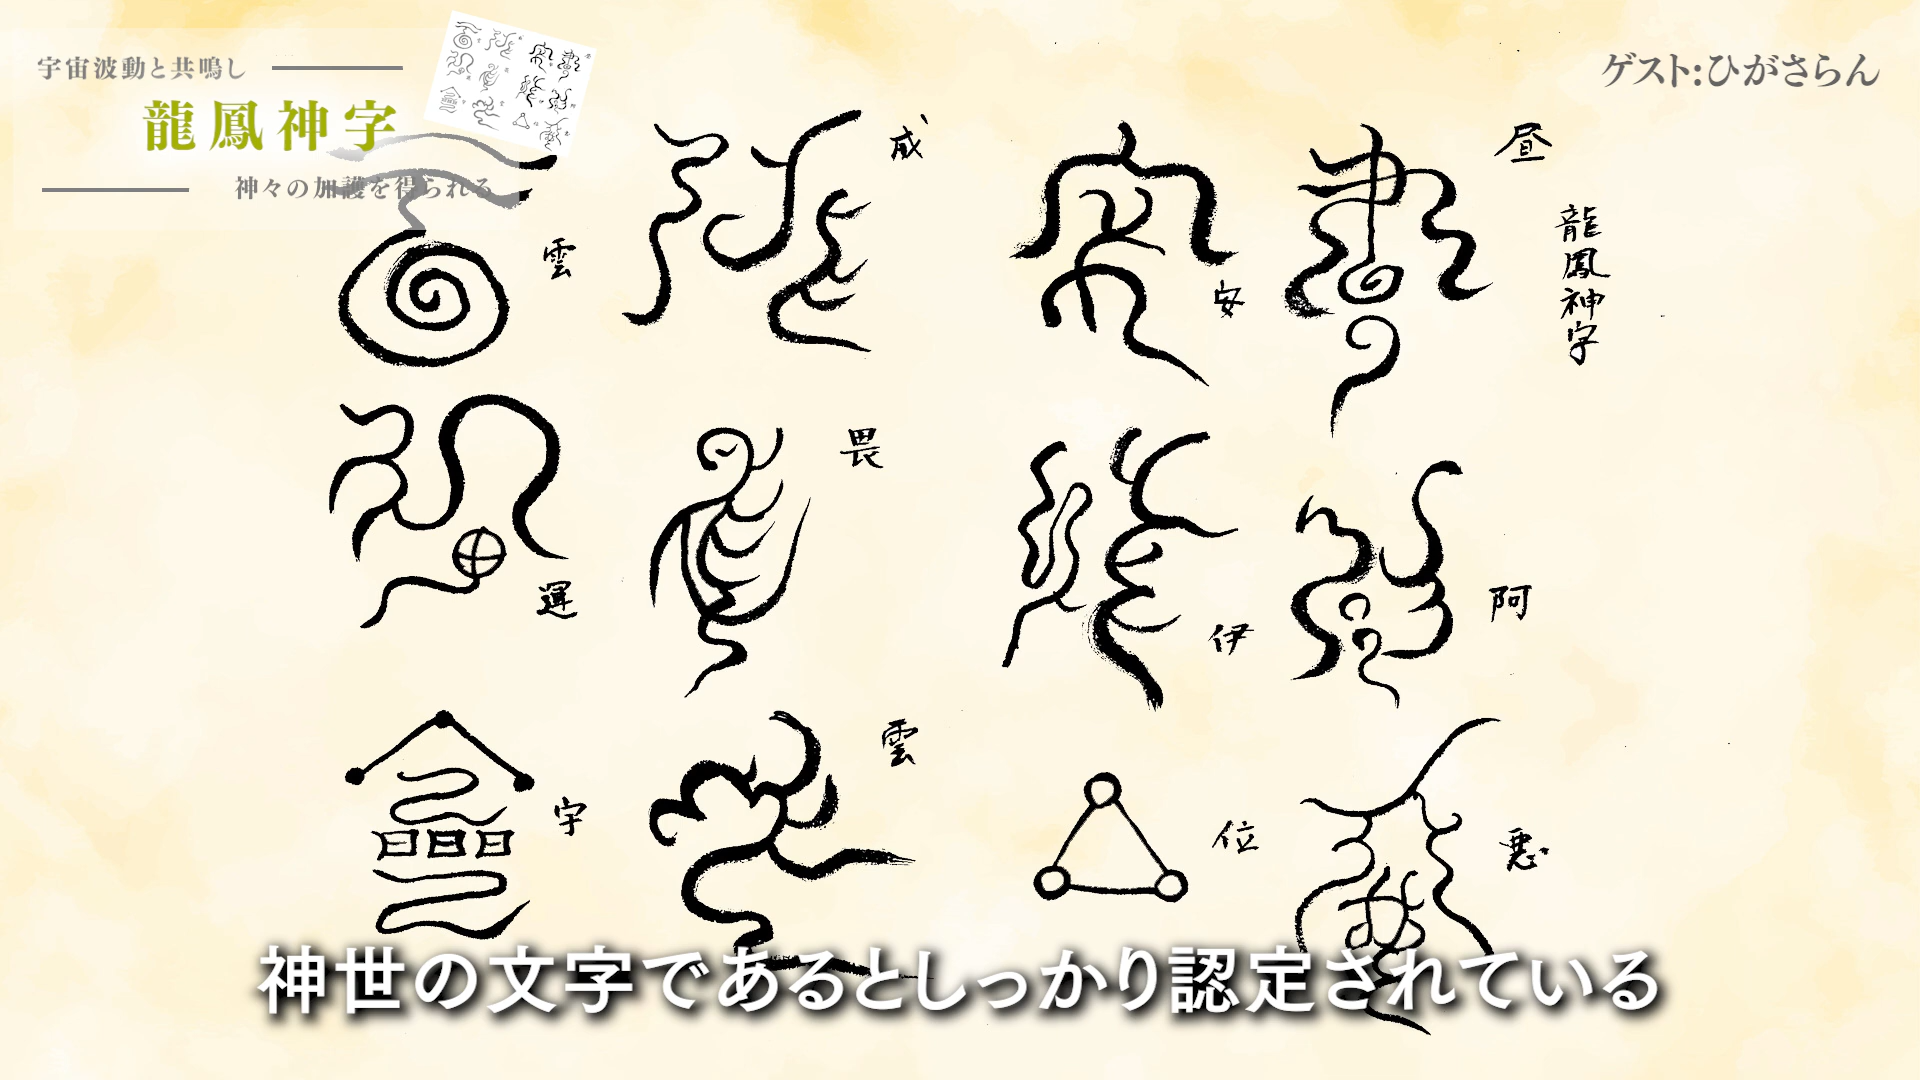 宇宙波動と共鳴し
龍鳳神字
神々の加護を得られる
ゲスト:ひがさらん
龍鳳神字
昼
阿
悪
安
伊
位
威
畏
雲
雲
運
宇
神世の文字であるとしっかり認定されている